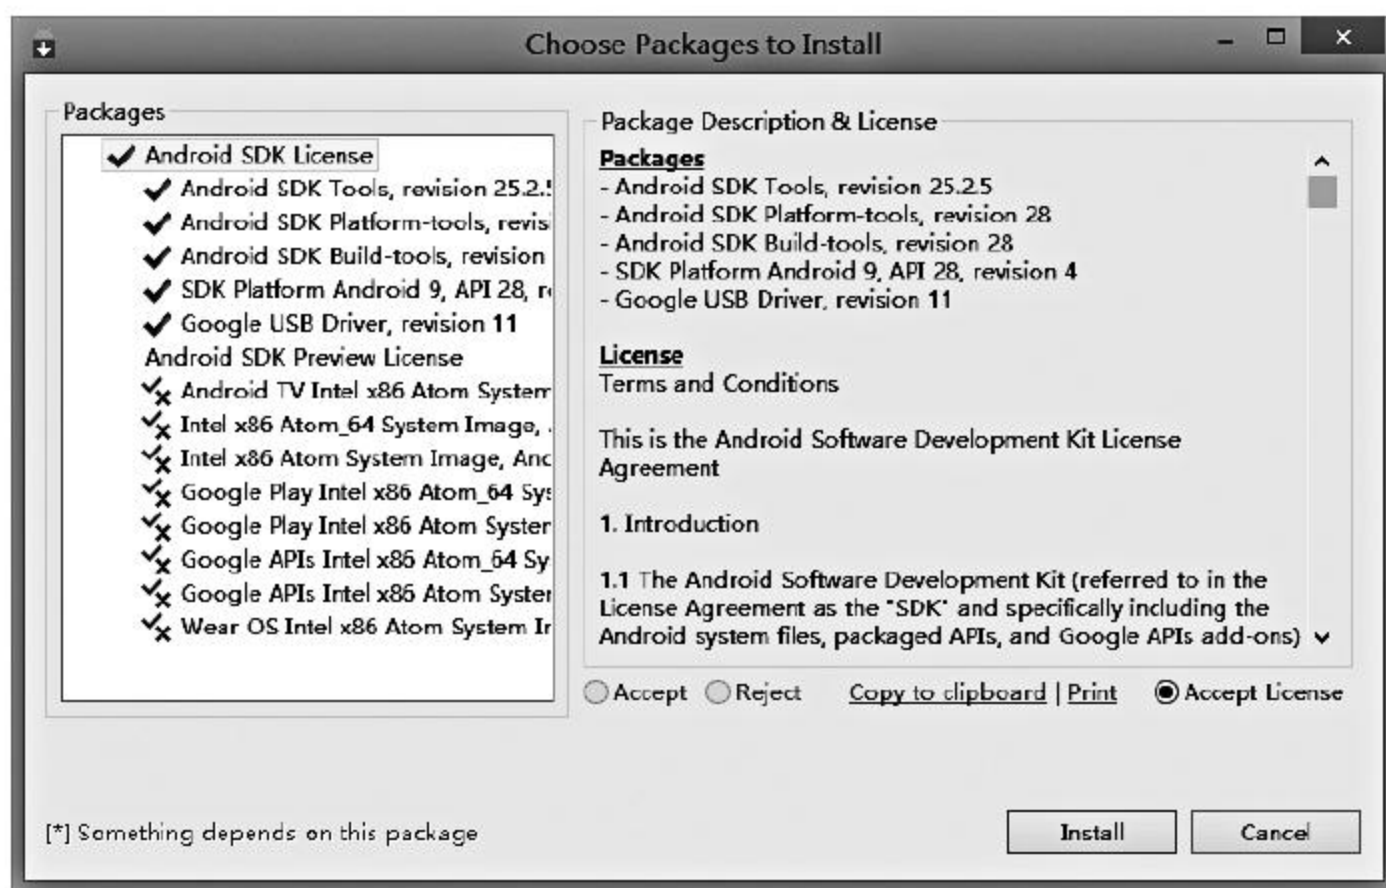 Choose Packages to Install
Packages
Android SDK License
Android SDK Tools, revision 25.2.5
Android SDK Platform-tools, revis
Android SDK Build-tools, revision
SDK Platform Android 9, API 28, r
Google USB Driver, revision 11
Android SDK Preview License
Android TV Intel x86 Atom System
Intel x86 Atom_64 System Image, .
Intel x86 Atom System Image, Anc
Google Play Intel x86 Atom_64 Sys
Google Play Intel x86 Atom System
Google APIs Intel x86 Atom_64 Sy
Google APIs Intel x86 Atom System
Wear OS Intel x86 Atom System Ir
Package Description & License
Packages
- Android SDK Tools, revision 25.2.5
- Android SDK Platform-tools, revision 28
- Android SDK Build-tools, revision 28
- SDK Platform Android 9, API 28, revision 4
- Google USB Driver, revision 11
License
Terms and Conditions
This is the Android Software Development Kit License
Agreement
1. Introduction
1.1 The Android Software Development Kit (referred to in the
License Agreement as the "SDK" and specifically including the
Android system files, packaged APIs, and Google APIs add-ons)
Accept Reject Copy to clipboard | Print Accept License
[*] Something depends on this package
Install Cancel